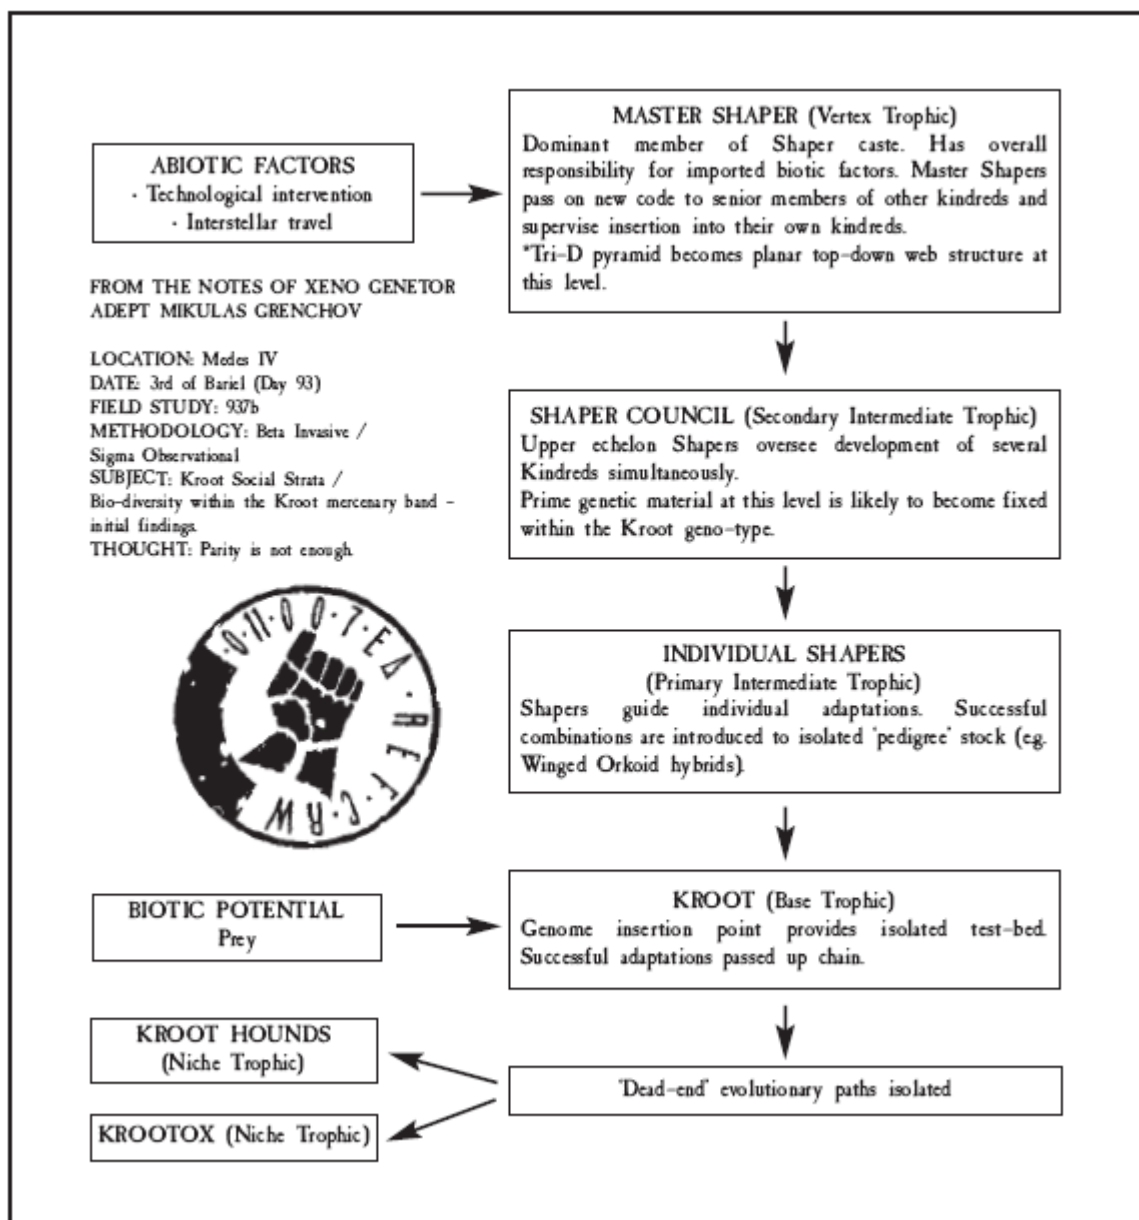 MASTER SHAPER (Vertex Trophic)
Dominant member of Shaper caste. Has overall
responsibility for imported biotic factors. Master Shapers
pass on new code to senior members of other kindreds and
supervise insertion into their own kindreds.
*Tri-D pyramid becomes planar top-down web structure at
this level.
ABIOTIC FACTORS
· Technological intervention
· Interstellar travel
FROM THE NOTES OF XENO GENETOR
ADEPT MIKULAS GRENCHOV
LOCATION: Medes IV
DATE: 3rd of Bariel (Day 93)
FIELD STUDY: 937b
METHODOLOGY: Beta Invasive /
Sigma Observational
SUBJECT: Kroot Social Strata /
Bio-diversity within the Kroot mercenary band -
initial findings.
THOUGHT: Parity is not enough.
SHAPER COUNCIL (Secondary Intermediate Trophic)
Upper echelon Shapers oversee development of several
Kindreds simultaneously.
Prime genetic material at this level is likely to become fixed
within the Kroot geno-type.
INDIVIDUAL SHAPERS
(Primary Intermediate Trophic)
Shapers guide individual adaptations. Successful
combinations are introduced to isolated 'pedigree' stock (e.g.
Winged Orkoid hybrids).
BIOTIC POTENTIAL
Prey
KROOT (Base Trophic)
Genome insertion point provides isolated test-bed.
Successful adaptations passed up chain.
KROOT HOUNDS
(Niche Trophic)
'Dead-end' evolutionary paths isolated
KROOTOX (Niche Trophic)